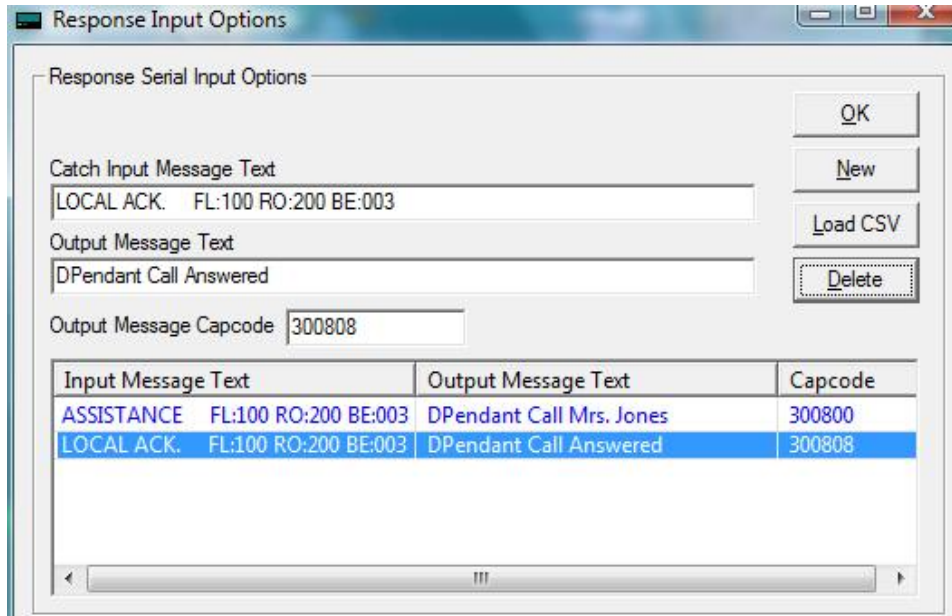 Response Input Options
Response Serial Input Options
OK
Catch Input Message Text
New
LOCAL ACK.    FL:100 RO:200 BE:003
Load CSV
Output Message Text
DPendant Call Answered
Delete
Output Message Capcode 300808
Input Message Text Output Message Text Capcode
ASSISTANCE    FL:100 RO:200 BE:003 DPendant Call Mrs. Jones 300800
LOCAL ACK.    FL:100 RO:200 BE:003 DPendant Call Answered 300808